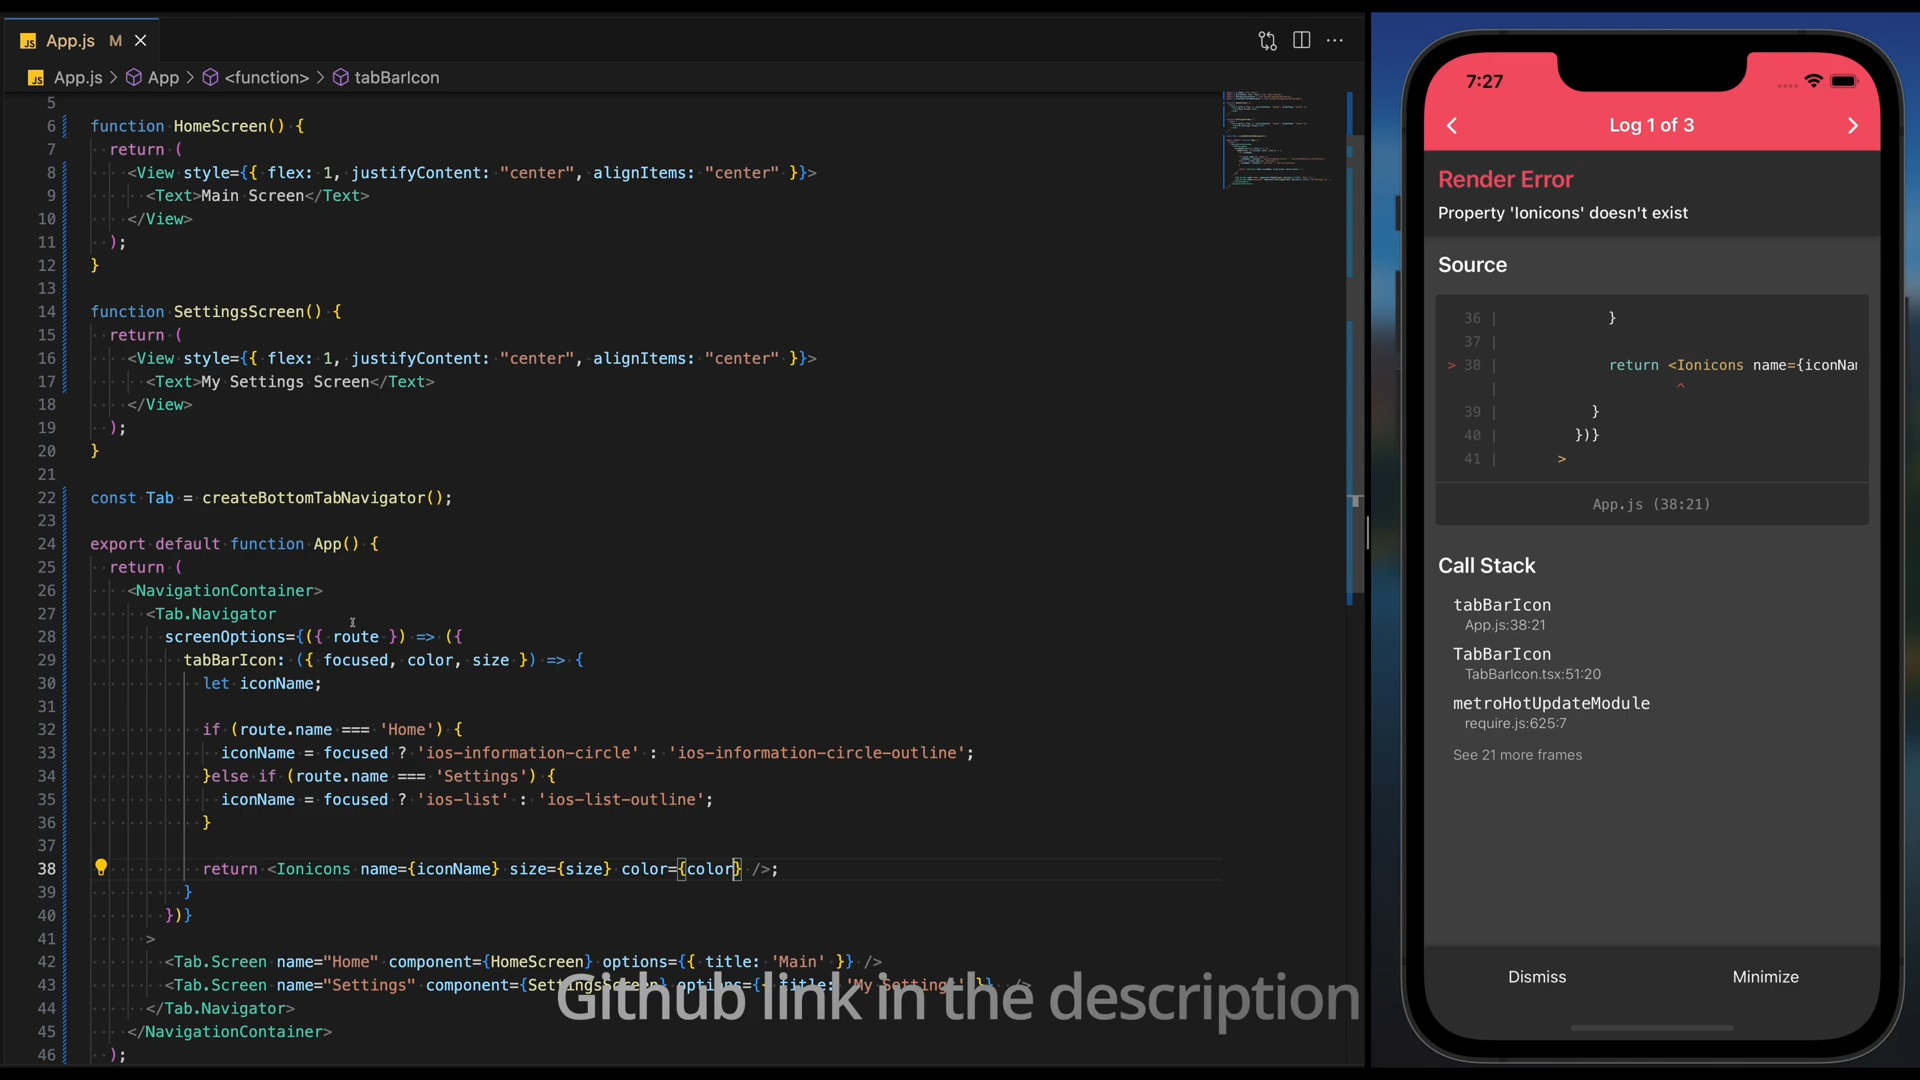 App.js M
App.js > App > <function> > tabBarIcon
5
6 function HomeScreen() {
7 return (
8 <View style={{ flex: 1, justifyContent: "center", alignItems: "center" }}>
9 <Text>Main Screen</Text>
10 </View>
11 );
12 }
13
14 function SettingsScreen() {
15 return (
16 <View style={{ flex: 1, justifyContent: "center", alignItems: "center" }}>
17 <Text>My Settings Screen</Text>
18 </View>
19 );
20 }
21
22 const Tab = createBottomTabNavigator();
23
24 export default function App() {
25 return (
26 <NavigationContainer>
27 <Tab.Navigator
28 screenOptions={({ route }) => ({
29 tabBarIcon: ({ focused, color, size }) => {
30 let iconName;
31
32 if (route.name === 'Home') {
33 iconName = focused ? 'ios-information-circle' : 'ios-information-circle-outline';
34 }else if (route.name === 'Settings') {
35 iconName = focused ? 'ios-list' : 'ios-list-outline';
36 }
37
38 return <Ionicons name={iconName} size={size} color={color} />;
39 }
40 })}
41 >
42 <Tab.Screen name="Home" component={HomeScreen} options={{ title: 'Main' }} />
43 <Tab.Screen name="Settings" component={SettingsScreen} options={{ title: 'My Settings' }} />
44 </Tab.Navigator>
45 </NavigationContainer>
46 );
Github link in the description
7:27
Log 1 of 3
Render Error
Property 'Ionicons' doesn't exist
Source
36 | }
37 |
> 38 | return <Ionicons name={iconNa
| ^
39 | }
40 | })}
41 | >
App.js (38:21)
Call Stack
tabBarIcon
App.js:38:21
TabBarIcon
TabBarIcon.tsx:51:20
metroHotUpdateModule
require.js:625:7
See 21 more frames
Dismiss Minimize